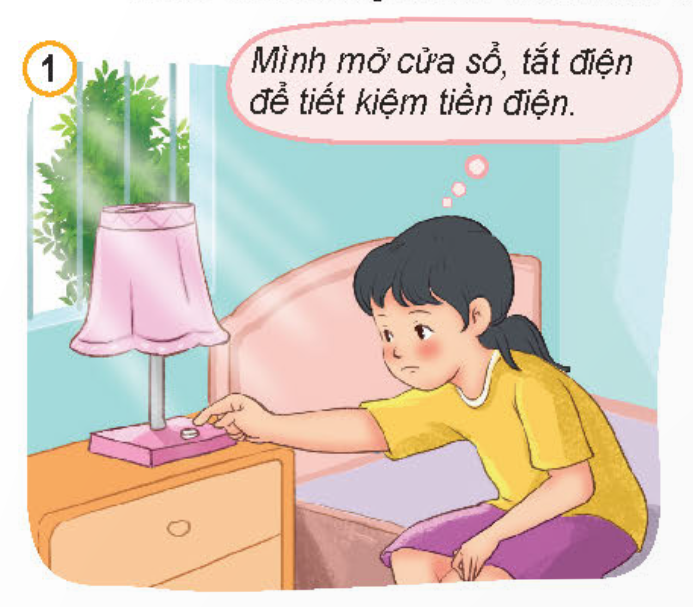 1
Mình mở cửa sổ, tắt điện
để tiết kiệm tiền điện.